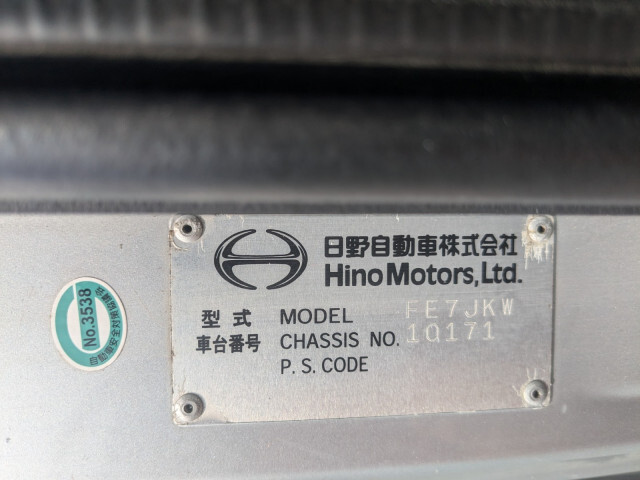 日野自動車株式会社
Hino Motors, Ltd.
型式 MODEL FE7JKW
車台番号 CHASSIS NO. 10171
P.S. CODE
No.3538